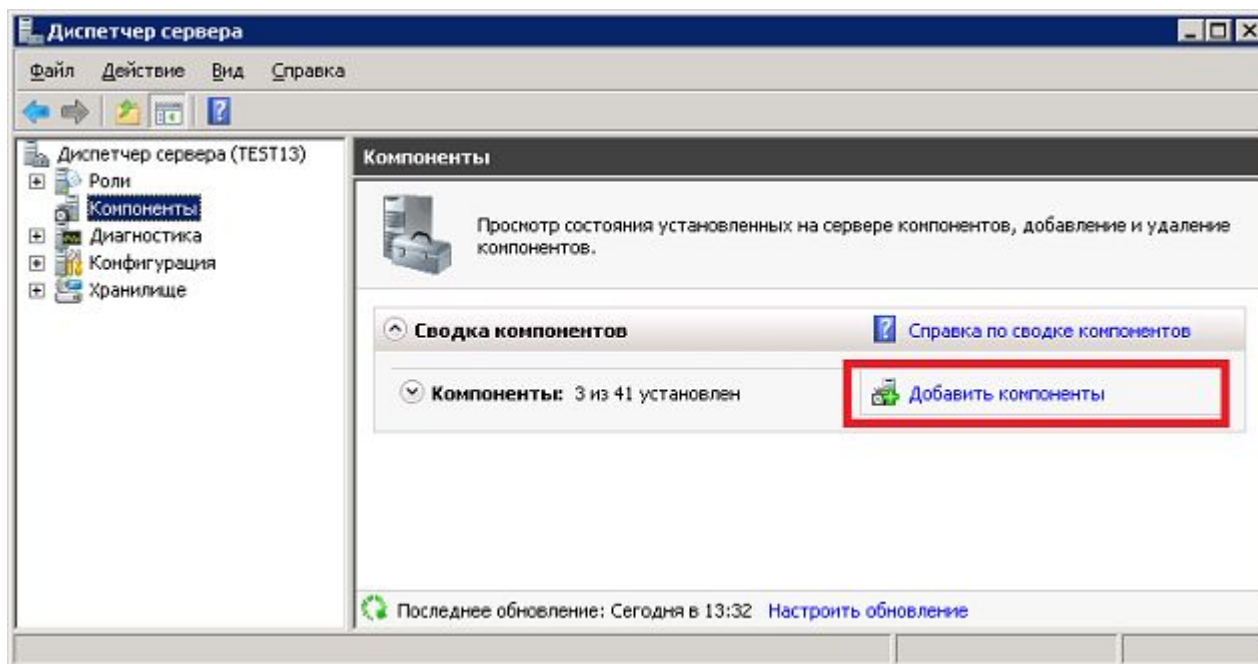 Диспетчер сервера
Файл Действие Вид Справка
Диспетчер сервера (TEST13)
Роли
Компоненты
Диагностика
Конфигурация
Хранилище
Компоненты
Просмотр состояния установленных на сервере компонентов, добавление и удаление
компонентов.
Сводка компонентов
Справка по сводке компонентов
Компоненты: 3 из 41 установлен
Добавить компоненты
Последнее обновление: Сегодня в 13:32 Настроить обновление